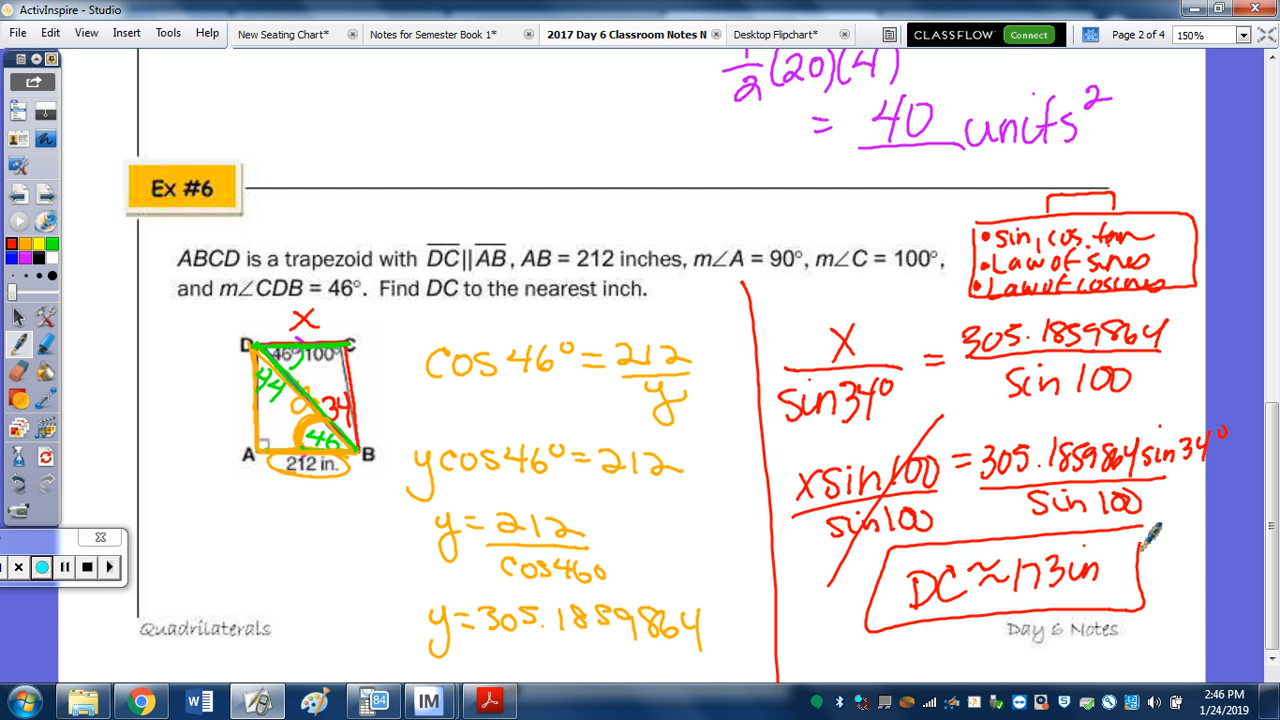 ActivInspire - Studio
File Edit View Insert Tools Help
New Seating Chart*
Notes for Semester Book 1*
2017 Day 6 Classroom Notes N
Desktop Flipchart*
CLASSFLOW Connect
Page 2 of 4
150%
1/2 (20)(4)
= 40 units²
Ex #6
ABCD is a trapezoid with DC || AB, AB = 212 inches, m∠A = 90°, m∠C = 100°,
and m∠CDB = 46°. Find DC to the nearest inch.
• sin, cos, tan
• Law of sines
• Law of cosines
X
D 46° 100° C
44
34
46
A 212 in. B
cos 46° = 212/y
y cos 46° = 212
y = 212/cos 46°
y = 305.1859864
x/sin 34° = 305.1859864/sin 100
x sin 100/sin 100 = 305.1859864 sin 34°/sin 100
DC ≈ 173 in
Quadrilaterals
Day 6 Notes
84
IM
2:46 PM
1/24/2019